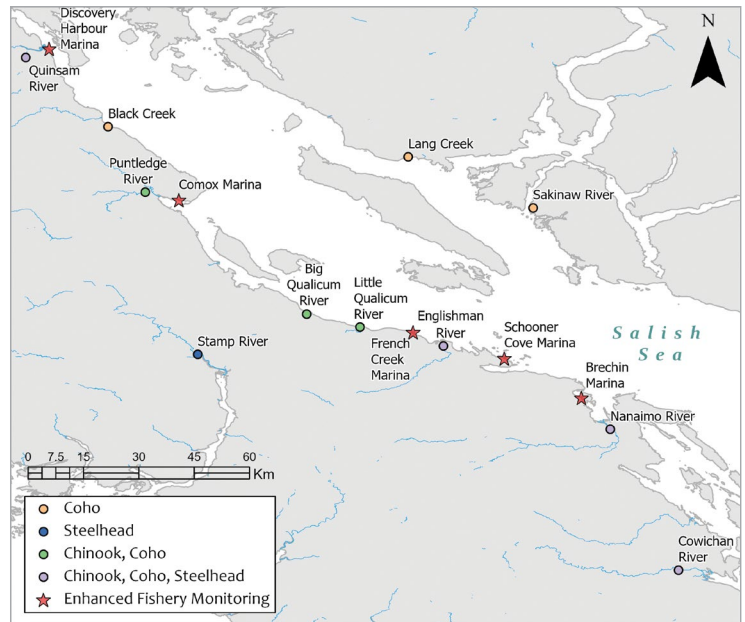 Discovery
Harbour
Marina
N
Quinsam
River
Black Creek
Lang Creek
Puntledge
River
Comox Marina
Sakinaw River
Big
Qualicum
River
Little
Qualicum
River
Englishman
River
Schooner
Cove Marina
Salish
Sea
Stamp River
French
Creek
Marina
Brechin
Marina
Nanaimo River
0 7.5 15 30 45 60
Km
Cowichan
River
Coho
Steelhead
Chinook, Coho
Chinook, Coho, Steelhead
Enhanced Fishery Monitoring